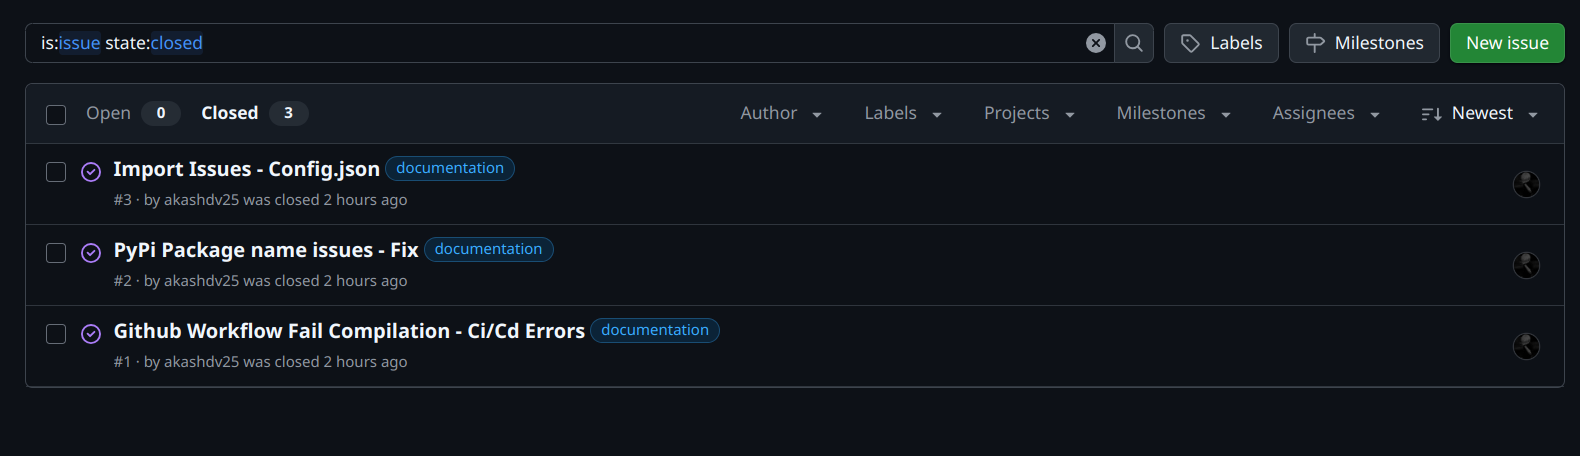 is:issue state:closed
Labels
Milestones
New issue
Open 0 Closed 3 Author Labels Projects Milestones Assignees Newest
Import Issues - Config.json documentation
#3 · by akashdv25 was closed 2 hours ago
PyPi Package name issues - Fix documentation
#2 · by akashdv25 was closed 2 hours ago
Github Workflow Fail Compilation - Ci/Cd Errors documentation
#1 · by akashdv25 was closed 2 hours ago